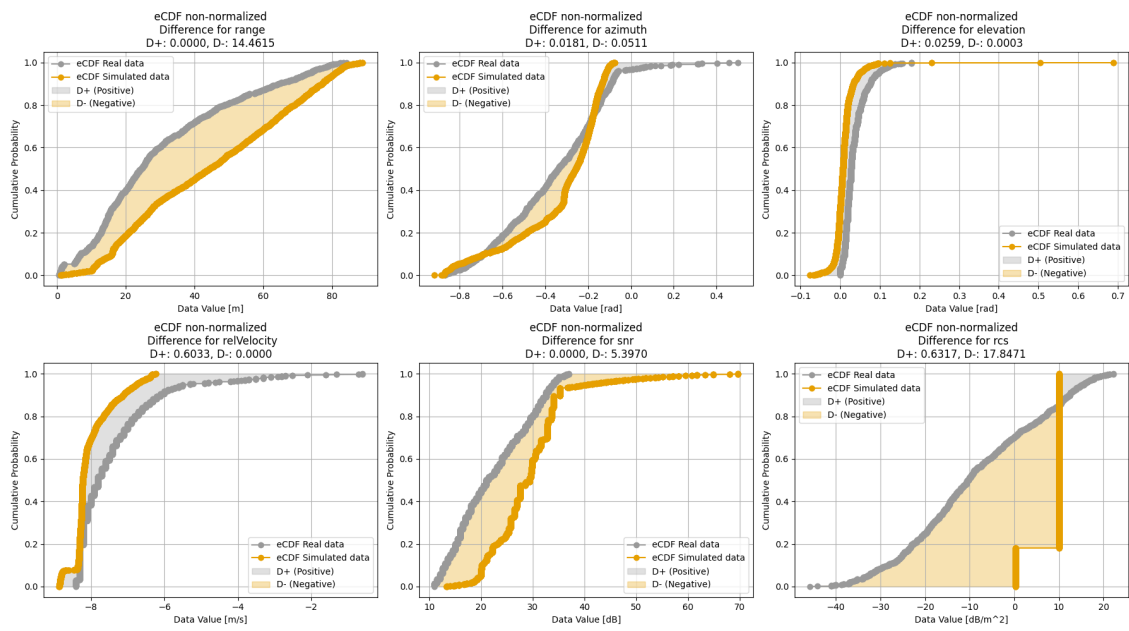 eCDF non-normalized
Difference for range
D+: 0.0000, D-: 14.4615
eCDF Real data
eCDF Simulated data
D+ (Positive)
D- (Negative)
Cumulative Probability
1.0
0.8
0.6
0.4
0.2
0.0
0
20
40
60
80
Data Value [m]
eCDF non-normalized
Difference for azimuth
D+: 0.0181, D-: 0.0511
eCDF Real data
eCDF Simulated data
D+ (Positive)
D- (Negative)
Cumulative Probability
1.0
0.8
0.6
0.4
0.2
0.0
−0.8
−0.6
−0.4
−0.2
0.0
0.2
0.4
Data Value [rad]
eCDF non-normalized
Difference for elevation
D+: 0.0259, D-: 0.0003
eCDF Real data
eCDF Simulated data
D+ (Positive)
D- (Negative)
Cumulative Probability
1.0
0.8
0.6
0.4
0.2
0.0
−0.1
0.0
0.1
0.2
0.3
0.4
0.5
0.6
0.7
Data Value [rad]
eCDF non-normalized
Difference for relVelocity
D+: 0.6033, D-: 0.0000
eCDF Real data
eCDF Simulated data
D+ (Positive)
D- (Negative)
Cumulative Probability
1.0
0.8
0.6
0.4
0.2
0.0
−8
−6
−4
−2
Data Value [m/s]
eCDF non-normalized
Difference for snr
D+: 0.0000, D-: 5.3970
eCDF Real data
eCDF Simulated data
D+ (Positive)
D- (Negative)
Cumulative Probability
1.0
0.8
0.6
0.4
0.2
0.0
10
20
30
40
50
60
70
Data Value [dB]
eCDF non-normalized
Difference for rcs
D+: 0.6317, D-: 17.8471
eCDF Real data
eCDF Simulated data
D+ (Positive)
D- (Negative)
Cumulative Probability
1.0
0.8
0.6
0.4
0.2
0.0
−40
−30
−20
−10
0
10
20
Data Value [dB/m^2]